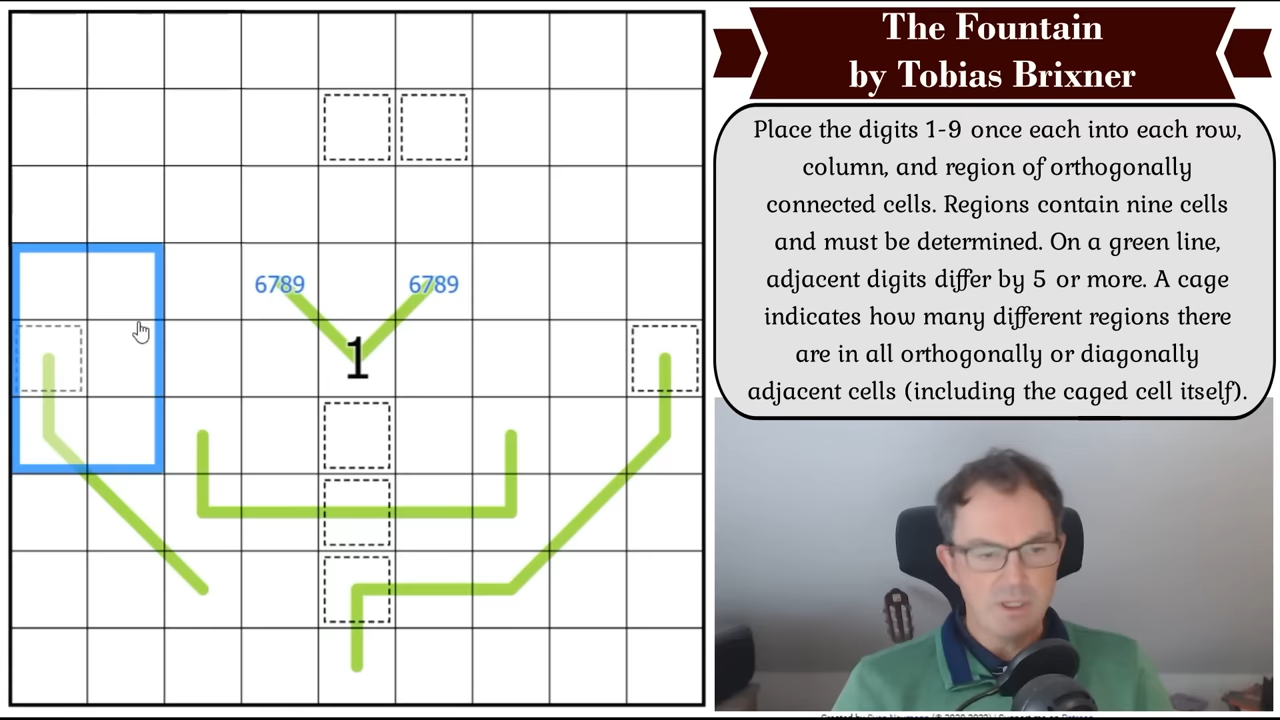 The Fountain
by Tobias Brixner
Place the digits 1-9 once each into each row,
column, and region of orthogonally
connected cells. Regions contain nine cells
and must be determined. On a green line,
adjacent digits differ by 5 or more. A cage
indicates how many different regions there
are in all orthogonally or diagonally
adjacent cells (including the caged cell itself).
6789 6789
1